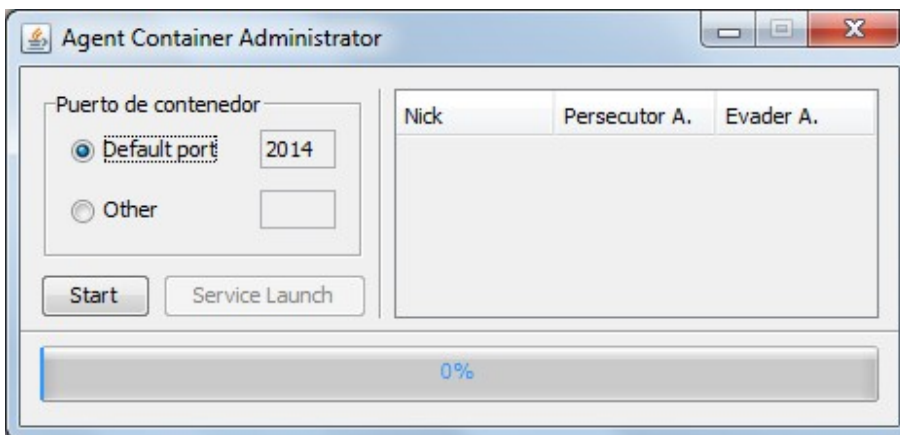 Agent Container Administrator
Puerto de contenedor
Default port 2014
Other
Start Service Launch
Nick Persecutor A. Evader A.
0%